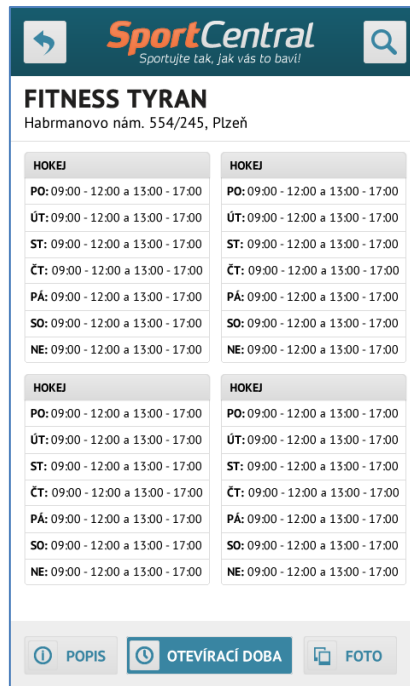 SportCentral
Sportujte tak, jak vás to baví!
FITNESS TYRAN
Habrmanovo nám. 554/245, Plzeň
HOKEJ
PO: 09:00 - 12:00 a 13:00 - 17:00
ÚT: 09:00 - 12:00 a 13:00 - 17:00
ST: 09:00 - 12:00 a 13:00 - 17:00
ČT: 09:00 - 12:00 a 13:00 - 17:00
PÁ: 09:00 - 12:00 a 13:00 - 17:00
SO: 09:00 - 12:00 a 13:00 - 17:00
NE: 09:00 - 12:00 a 13:00 - 17:00
HOKEJ
PO: 09:00 - 12:00 a 13:00 - 17:00
ÚT: 09:00 - 12:00 a 13:00 - 17:00
ST: 09:00 - 12:00 a 13:00 - 17:00
ČT: 09:00 - 12:00 a 13:00 - 17:00
PÁ: 09:00 - 12:00 a 13:00 - 17:00
SO: 09:00 - 12:00 a 13:00 - 17:00
NE: 09:00 - 12:00 a 13:00 - 17:00
HOKEJ
PO: 09:00 - 12:00 a 13:00 - 17:00
ÚT: 09:00 - 12:00 a 13:00 - 17:00
ST: 09:00 - 12:00 a 13:00 - 17:00
ČT: 09:00 - 12:00 a 13:00 - 17:00
PÁ: 09:00 - 12:00 a 13:00 - 17:00
SO: 09:00 - 12:00 a 13:00 - 17:00
NE: 09:00 - 12:00 a 13:00 - 17:00
HOKEJ
PO: 09:00 - 12:00 a 13:00 - 17:00
ÚT: 09:00 - 12:00 a 13:00 - 17:00
ST: 09:00 - 12:00 a 13:00 - 17:00
ČT: 09:00 - 12:00 a 13:00 - 17:00
PÁ: 09:00 - 12:00 a 13:00 - 17:00
SO: 09:00 - 12:00 a 13:00 - 17:00
NE: 09:00 - 12:00 a 13:00 - 17:00
POPIS
OTEVÍRACÍ DOBA
FOTO